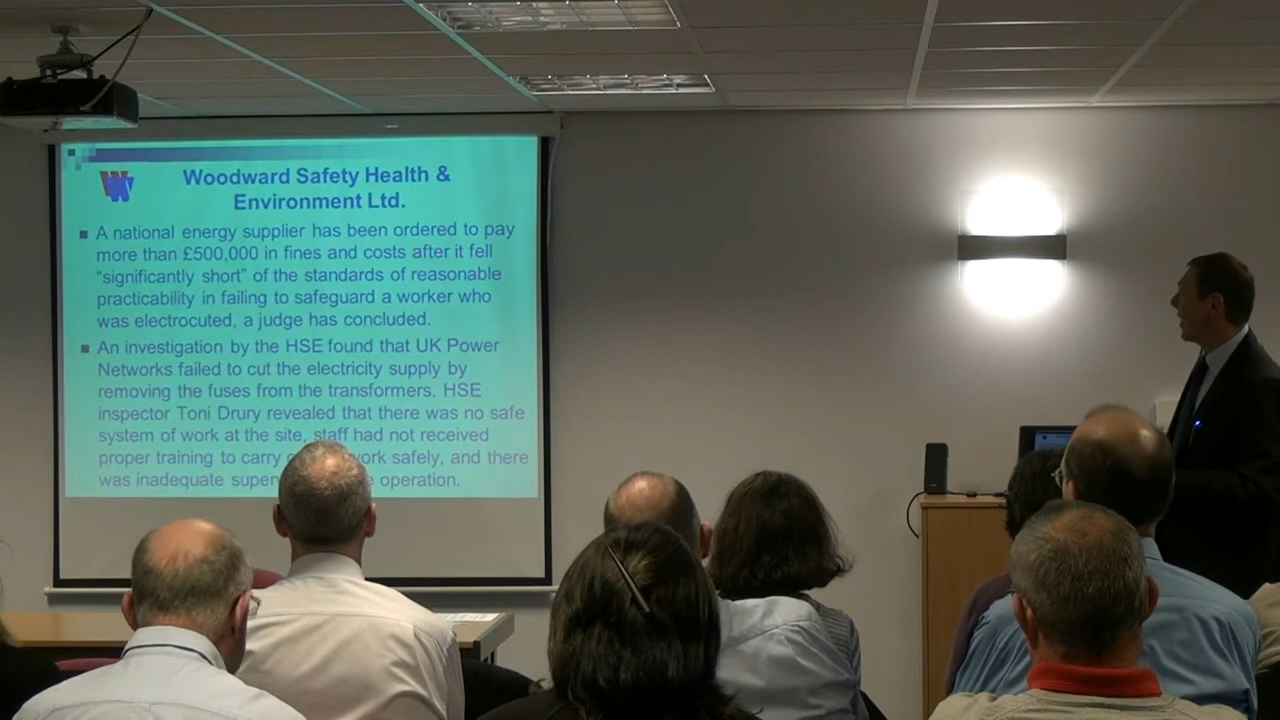 Woodward Safety Health &
Environment Ltd.
A national energy supplier has been ordered to pay
more than £500,000 in fines and costs after it fell
“significantly short” of the standards of reasonable
practicability in failing to safeguard a worker who
was electrocuted, a judge has concluded.
An investigation by the HSE found that UK Power
Networks failed to cut the electricity supply by
removing the fuses from the transformers. HSE
inspector Toni Drury revealed that there was no safe
system of work at the site, staff had not received
proper training to carry work safely, and there
was inadequate operation.